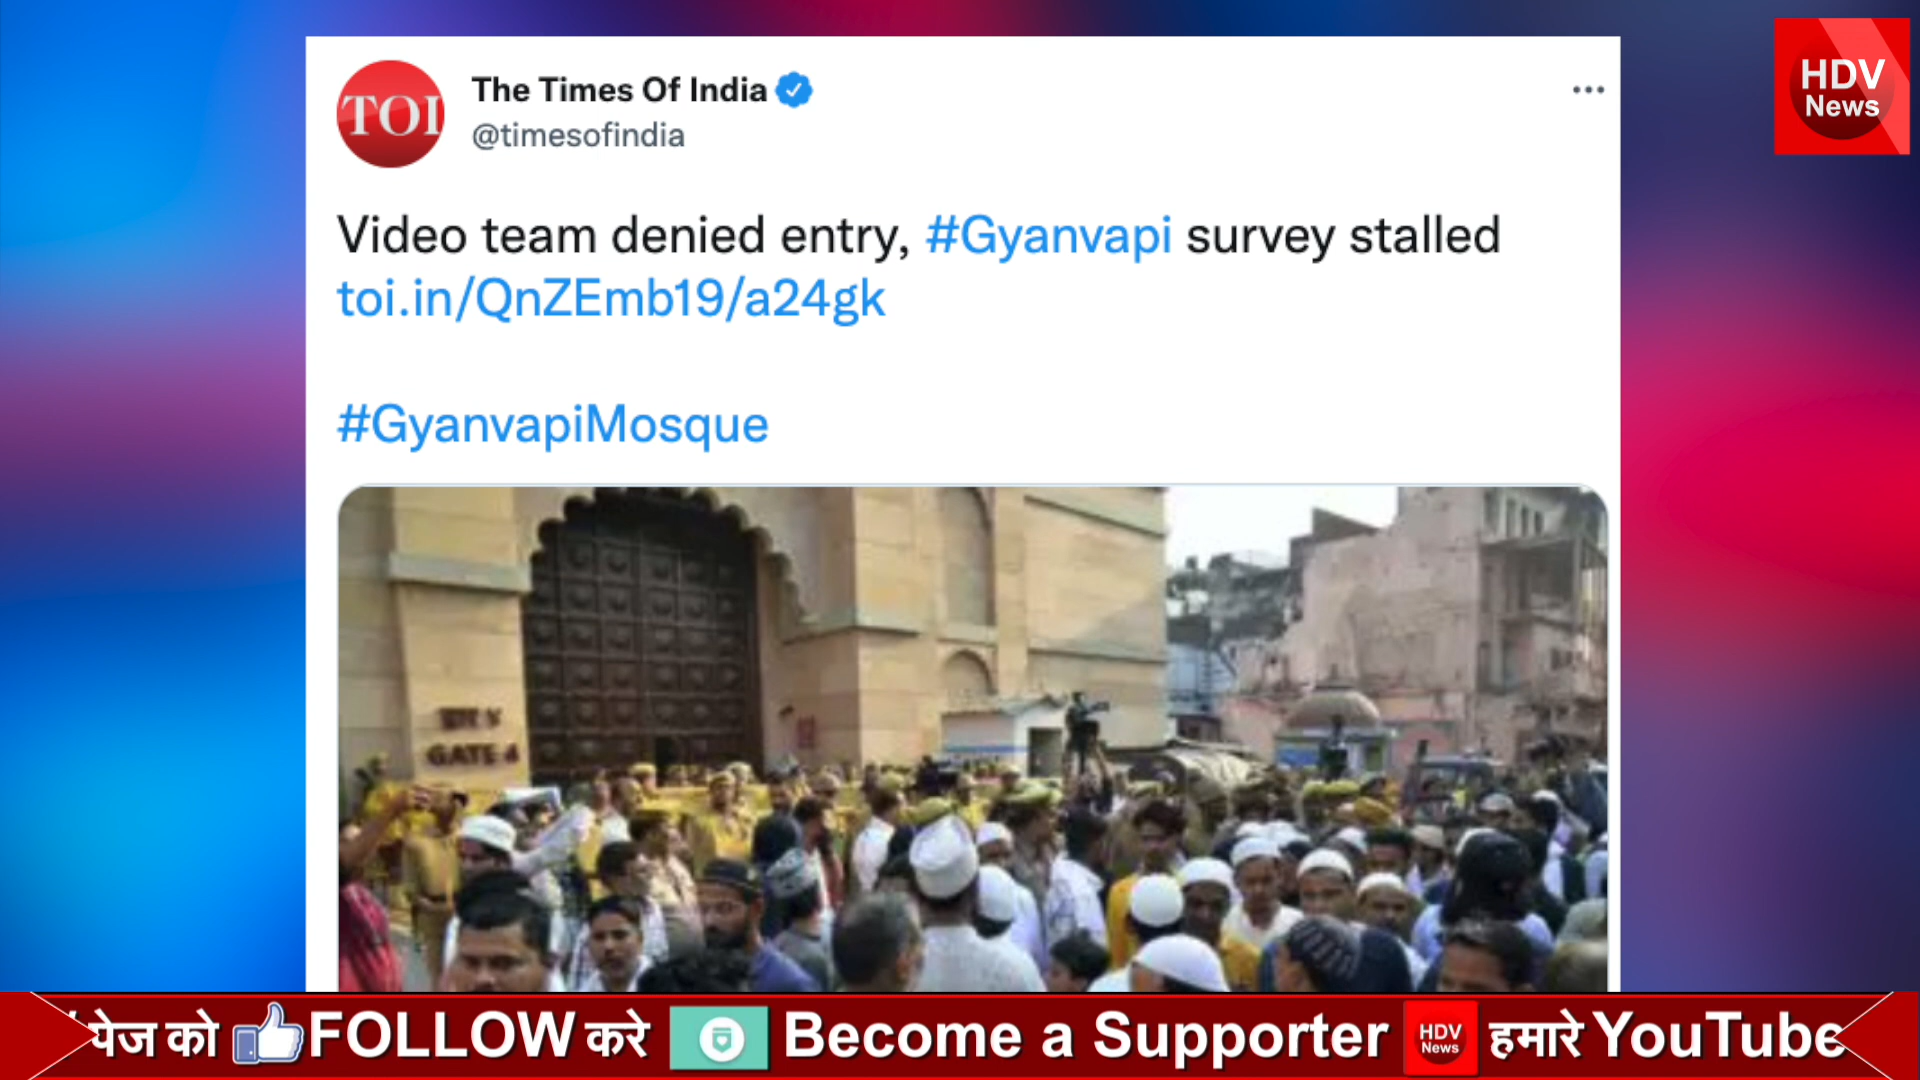 The Times Of India
@timesofindia
TOI
HDV
News
Video team denied entry, #Gyanvapi survey stalled
toi.in/QnZEmb19/a24gk
#GyanvapiMosque
GATE 4
पेज को FOLLOW करे Become a Supporter HDV News हमारे YouTube